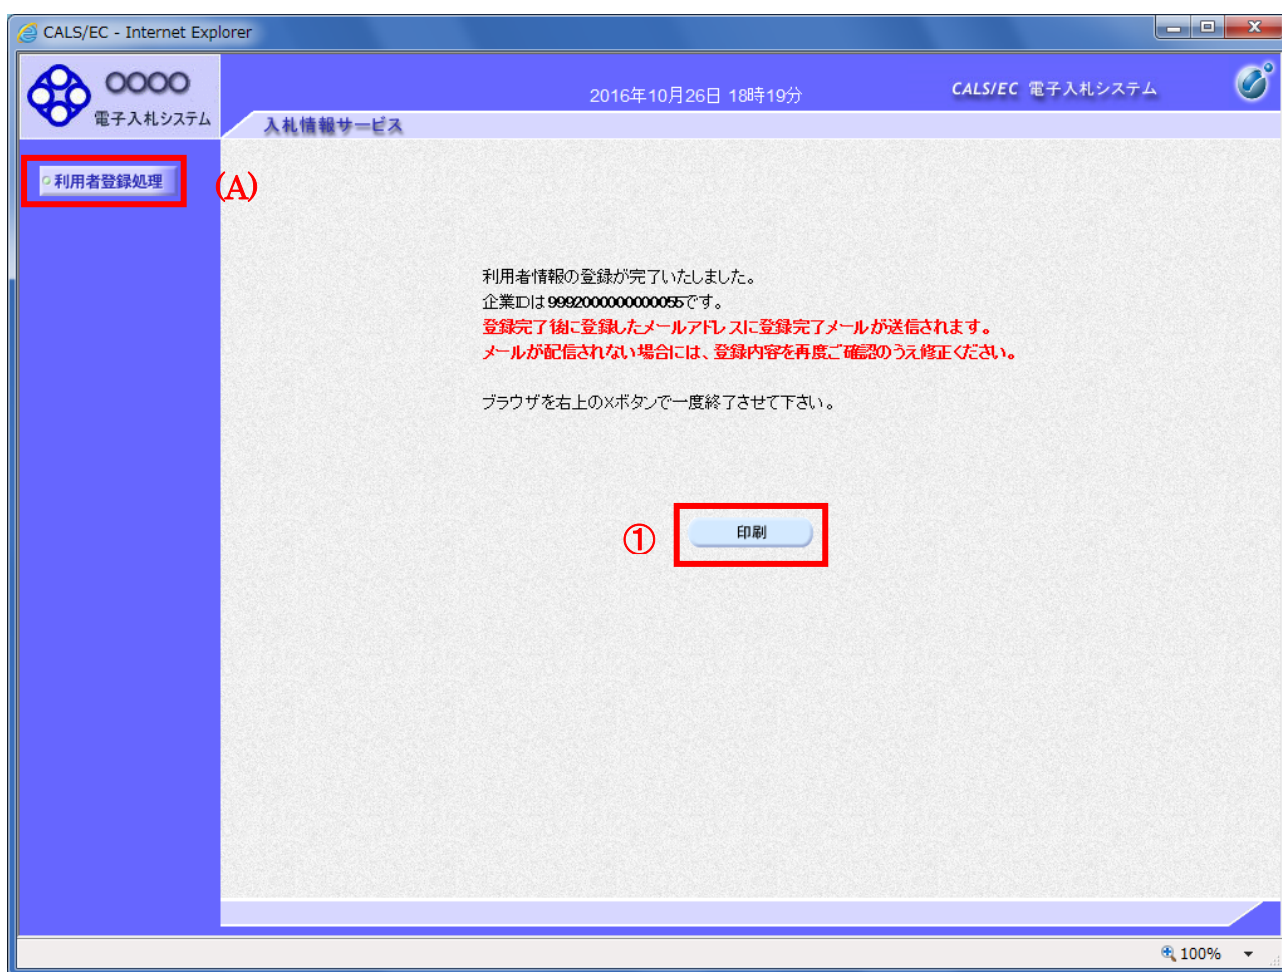 CALS/EC - Internet Explorer
〇〇〇〇
電子入札システム
2016年10月26日 18時19分
CALS/EC 電子入札システム
入札情報サービス
利用者登録処理
(A)
利用者情報の登録が完了いたしました。
企業IDは9992000000000055です。
登録完了後に登録したメールアドレスに登録完了メールが送信されます。
メールが配信されない場合には、登録内容を再度ご確認のうえ修正ください。
ブラウザを右上の×ボタンで一度終了させて下さい。
① 印刷
100%